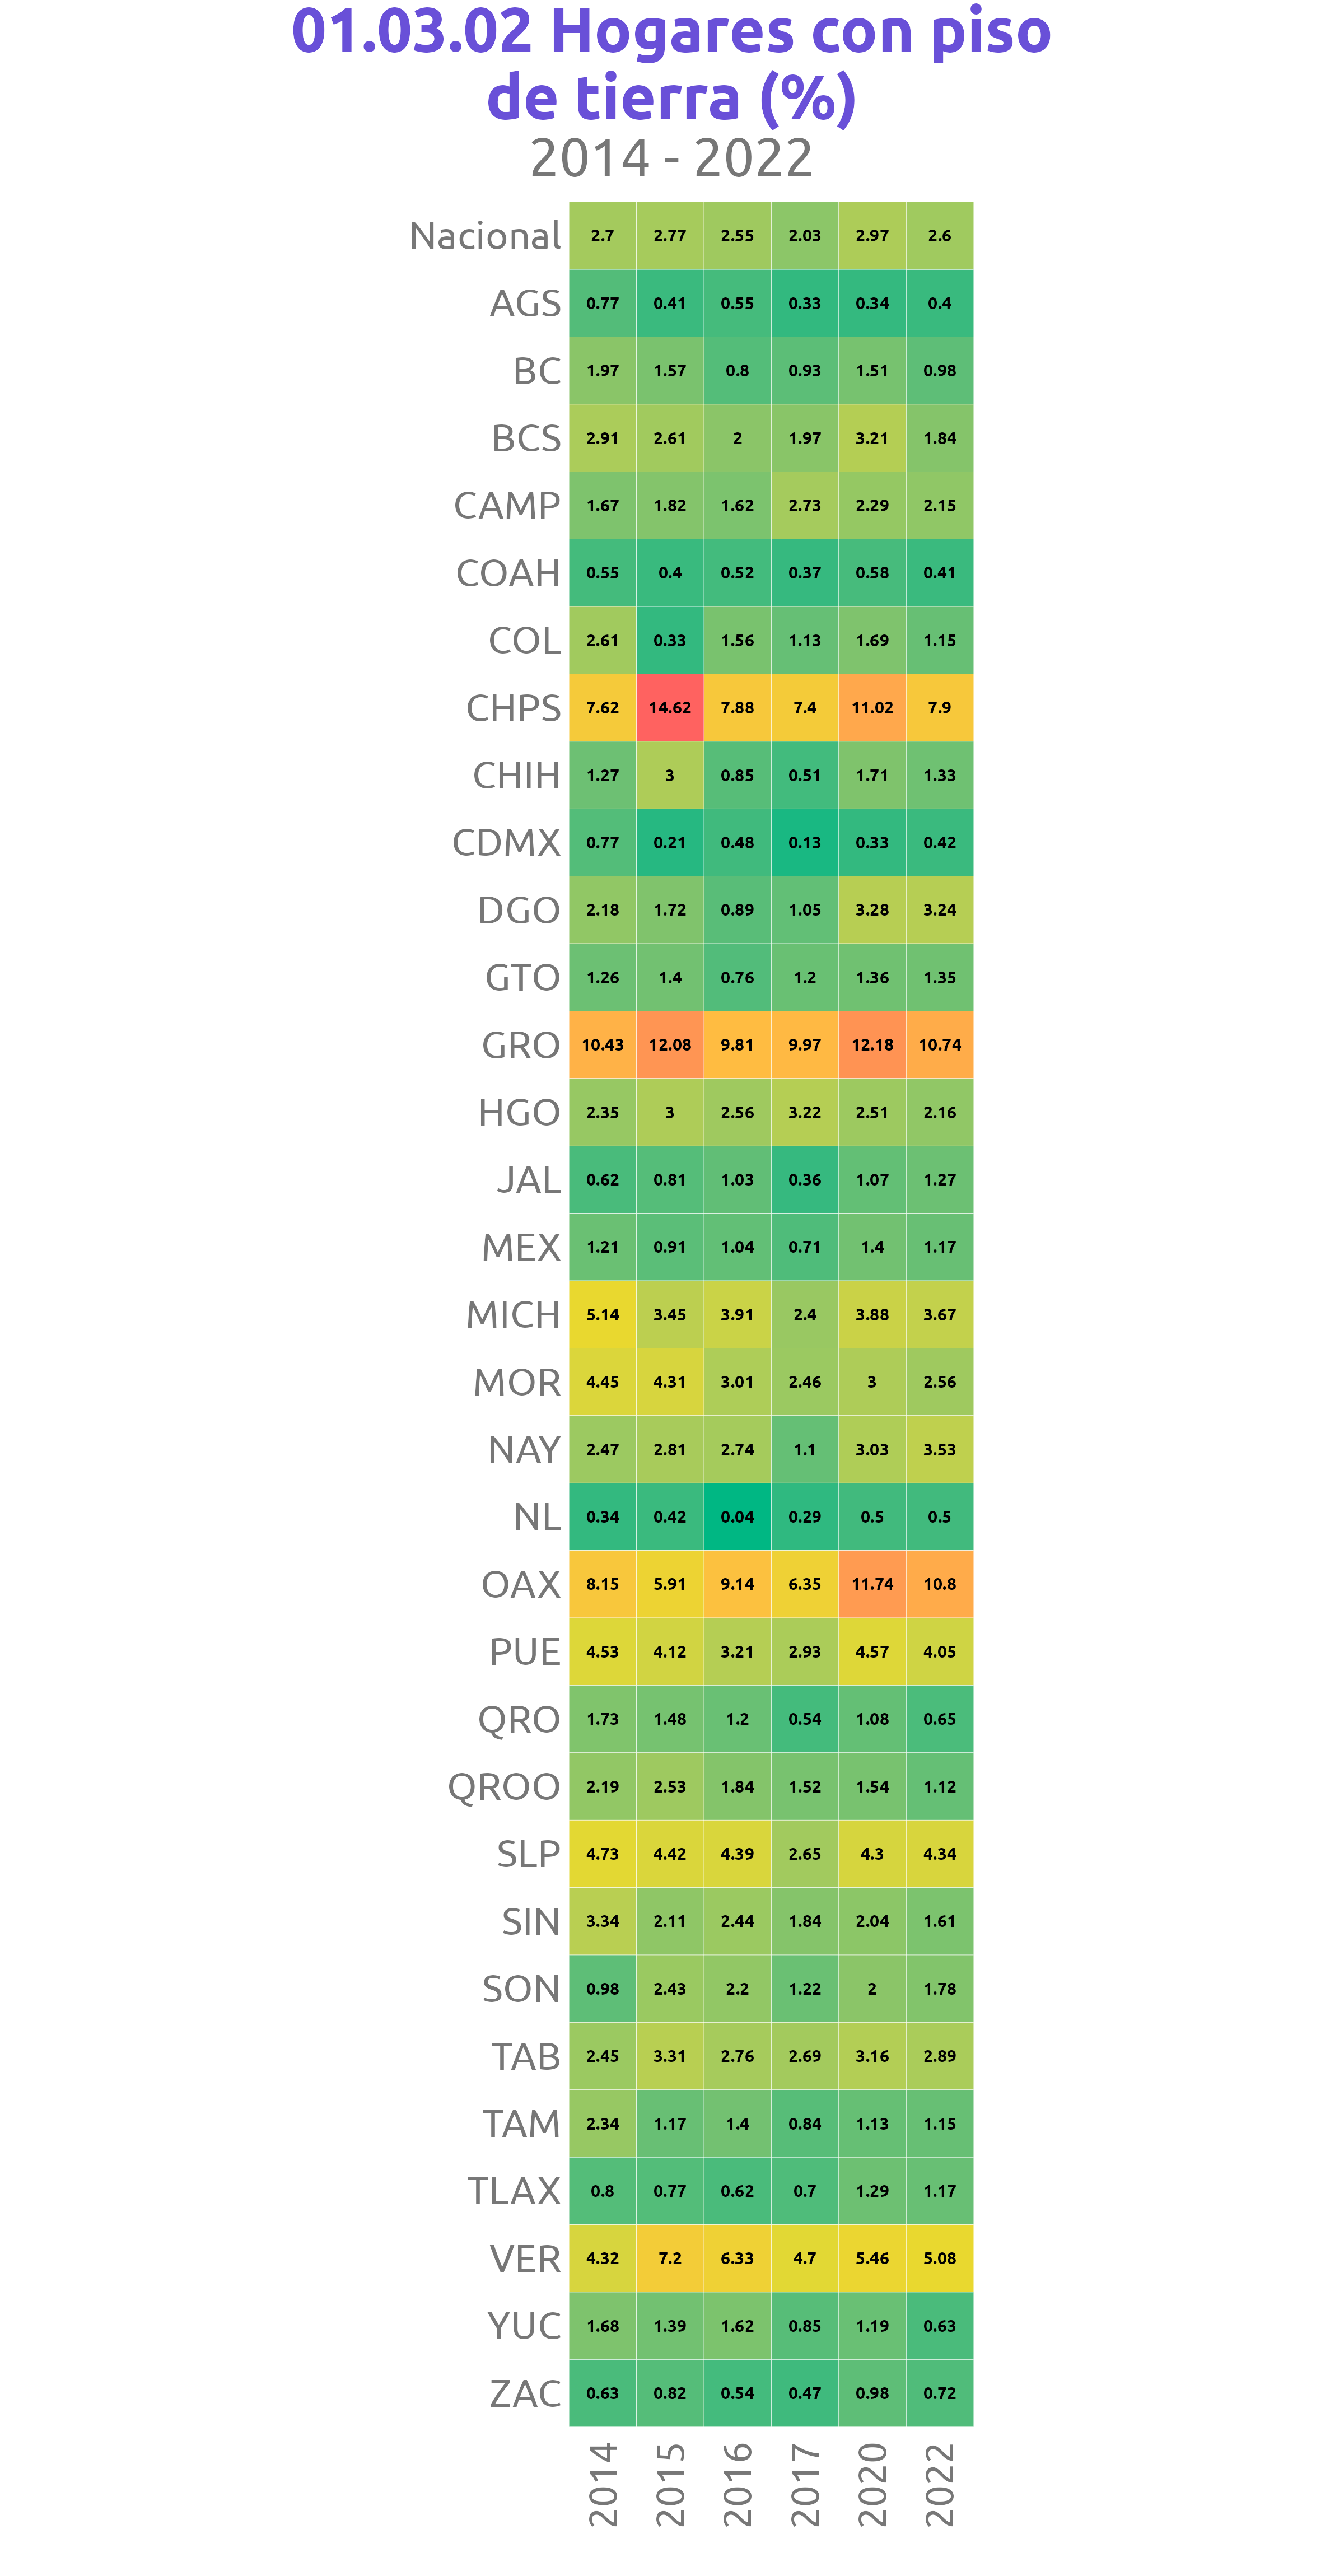 01.03.02 Hogares con piso
de tierra (%)
2014 - 2022
Nacional 2.7 2.77 2.55 2.03 2.97 2.6
AGS 0.77 0.41 0.55 0.33 0.34 0.4
BC 1.97 1.57 0.8 0.93 1.51 0.98
BCS 2.91 2.61 2 1.97 3.21 1.84
CAMP 1.67 1.82 1.62 2.73 2.29 2.15
COAH 0.55 0.4 0.52 0.37 0.58 0.41
COL 2.61 0.33 1.56 1.13 1.69 1.15
CHPS 7.62 14.62 7.88 7.4 11.02 7.9
CHIH 1.27 3 0.85 0.51 1.71 1.33
CDMX 0.77 0.21 0.48 0.13 0.33 0.42
DGO 2.18 1.72 0.89 1.05 3.28 3.24
GTO 1.26 1.4 0.76 1.2 1.36 1.35
GRO 10.43 12.08 9.81 9.97 12.18 10.74
HGO 2.35 3 2.56 3.22 2.51 2.16
JAL 0.62 0.81 1.03 0.36 1.07 1.27
MEX 1.21 0.91 1.04 0.71 1.4 1.17
MICH 5.14 3.45 3.91 2.4 3.88 3.67
MOR 4.45 4.31 3.01 2.46 3 2.56
NAY 2.47 2.81 2.74 1.1 3.03 3.53
NL 0.34 0.42 0.04 0.29 0.5 0.5
OAX 8.15 5.91 9.14 6.35 11.74 10.8
PUE 4.53 4.12 3.21 2.93 4.57 4.05
QRO 1.73 1.48 1.2 0.54 1.08 0.65
QROO 2.19 2.53 1.84 1.52 1.54 1.12
SLP 4.73 4.42 4.39 2.65 4.3 4.34
SIN 3.34 2.11 2.44 1.84 2.04 1.61
SON 0.98 2.43 2.2 1.22 2 1.78
TAB 2.45 3.31 2.76 2.69 3.16 2.89
TAM 2.34 1.17 1.4 0.84 1.13 1.15
TLAX 0.8 0.77 0.62 0.7 1.29 1.17
VER 4.32 7.2 6.33 4.7 5.46 5.08
YUC 1.68 1.39 1.62 0.85 1.19 0.63
ZAC 0.63 0.82 0.54 0.47 0.98 0.72
2014 2015 2016 2017 2020 2022